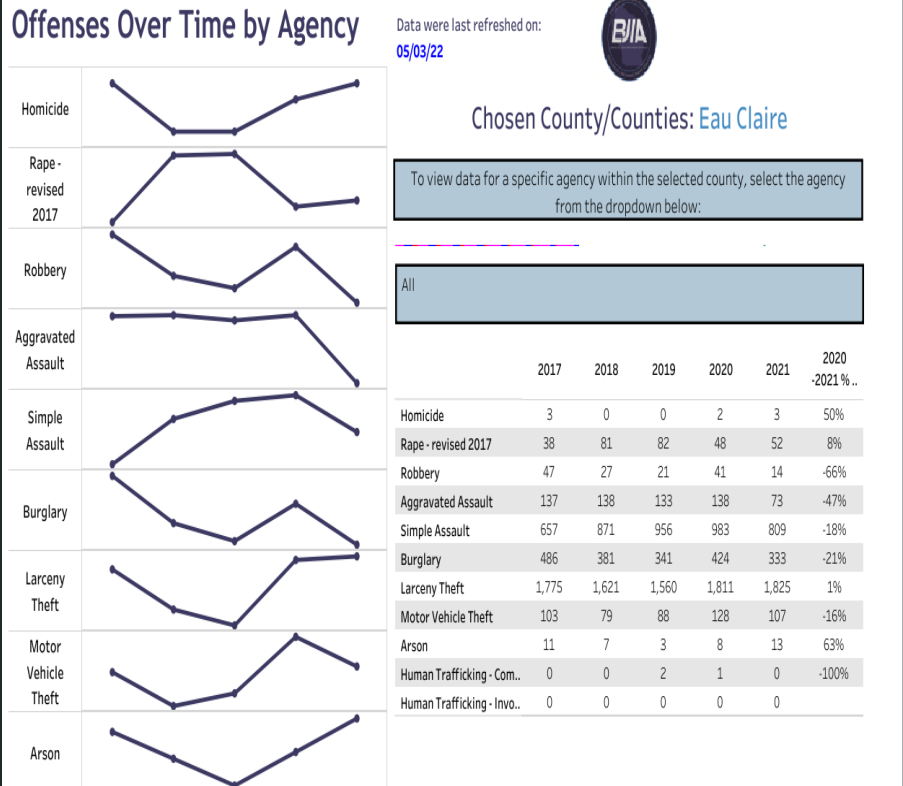 Offenses Over Time by Agency
Homicide
Rape -
revised
2017
Robbery
Aggravated
Assault
Simple
Assault
Burglary
Larceny
Theft
Motor
Vehicle
Theft
Arson
Data were last refreshed on:
05/03/22
BJIA
Chosen County/Counties: Eau Claire
To view data for a specific agency within the selected county, select the agency
from the dropdown below:
All
2017 2018 2019 2020 2021 2020
-2021 % ..
Homicide 3 0 0 2 3 50%
Rape - revised 2017 38 81 82 48 52 8%
Robbery 47 27 21 41 14 -66%
Aggravated Assault 137 138 133 138 73 -47%
Simple Assault 657 871 956 983 809 -18%
Burglary 486 381 341 424 333 -21%
Larceny Theft 1,775 1,621 1,560 1,811 1,825 1%
Motor Vehicle Theft 103 79 88 128 107 -16%
Arson 11 7 3 8 13 63%
Human Trafficking - Com.. 0 0 2 1 0 -100%
Human Trafficking - Invo.. 0 0 0 0 0